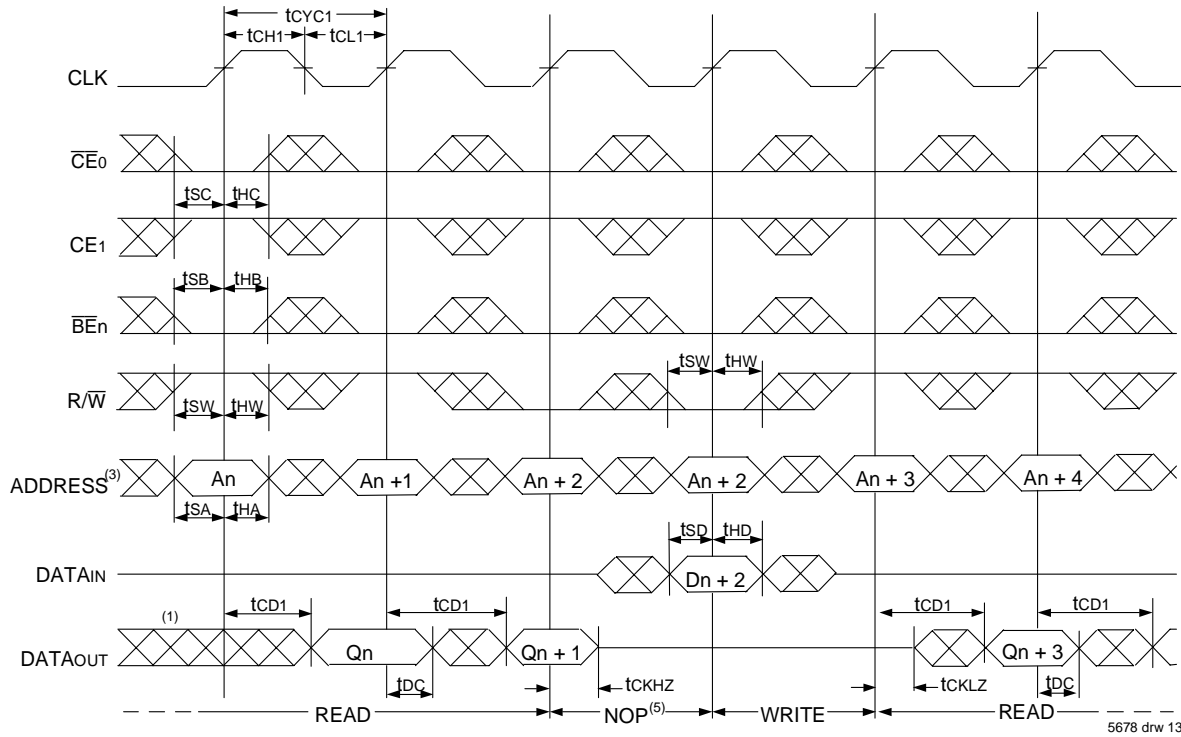 tCYC1
tCH1 tCL1
CLK
CE0
tSC tHC
CE1
tSB tHB
BEn
tSW tHW
R/W
tSW tHW
ADDRESS(3) An An +1 An + 2 An + 2 An + 3 An + 4
tSA tHA
tSD tHD
DATAIN Dn + 2
(1) tCD1 tCD1 tCD1 tCD1
DATAOUT Qn Qn + 1 Qn + 3
tDC tCKHZ tCKLZ tDC
READ NOP(5) WRITE READ
5678 drw 13